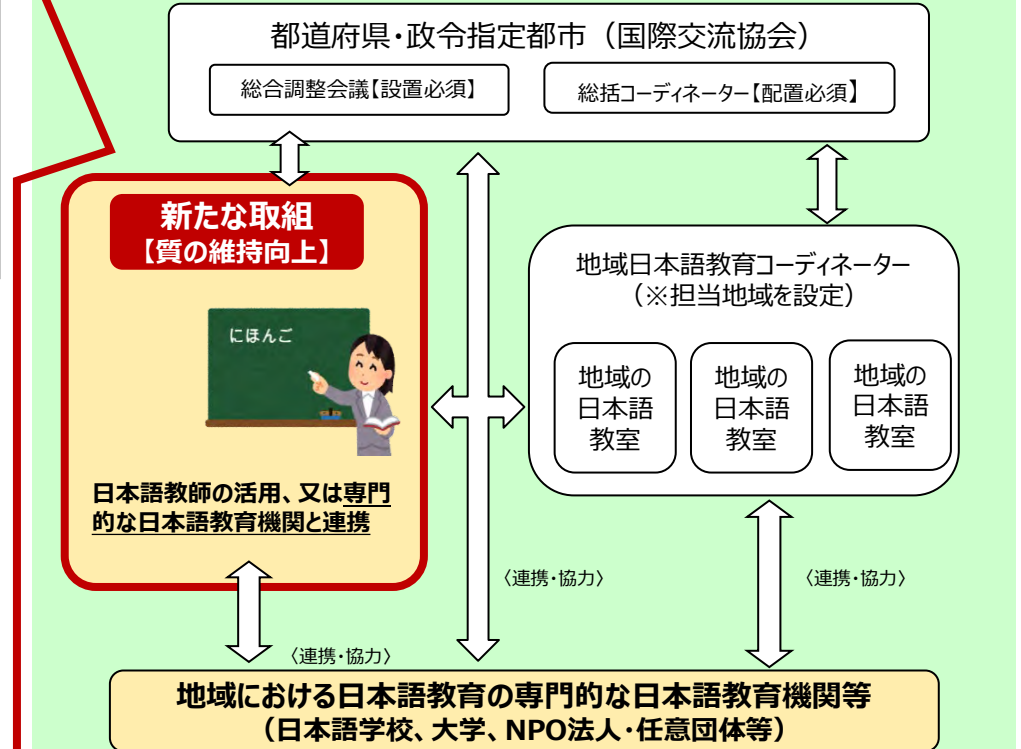 都道府県・政令指定都市（国際交流協会）
総合調整会議【設置必須】
総括コーディネーター【配置必須】
新たな取組
【質の維持向上】
にほんご
日本語教師の活用、又は専門
的な日本語教育機関と連携
地域日本語教育コーディネーター
（※担当地域を設定）
地域の
日本語
教室
地域の
日本語
教室
地域の
日本語
教室
〈連携・協力〉
〈連携・協力〉
〈連携・協力〉
地域における日本語教育の専門的な日本語教育機関等
（日本語学校、大学、NPO法人・任意団体等）